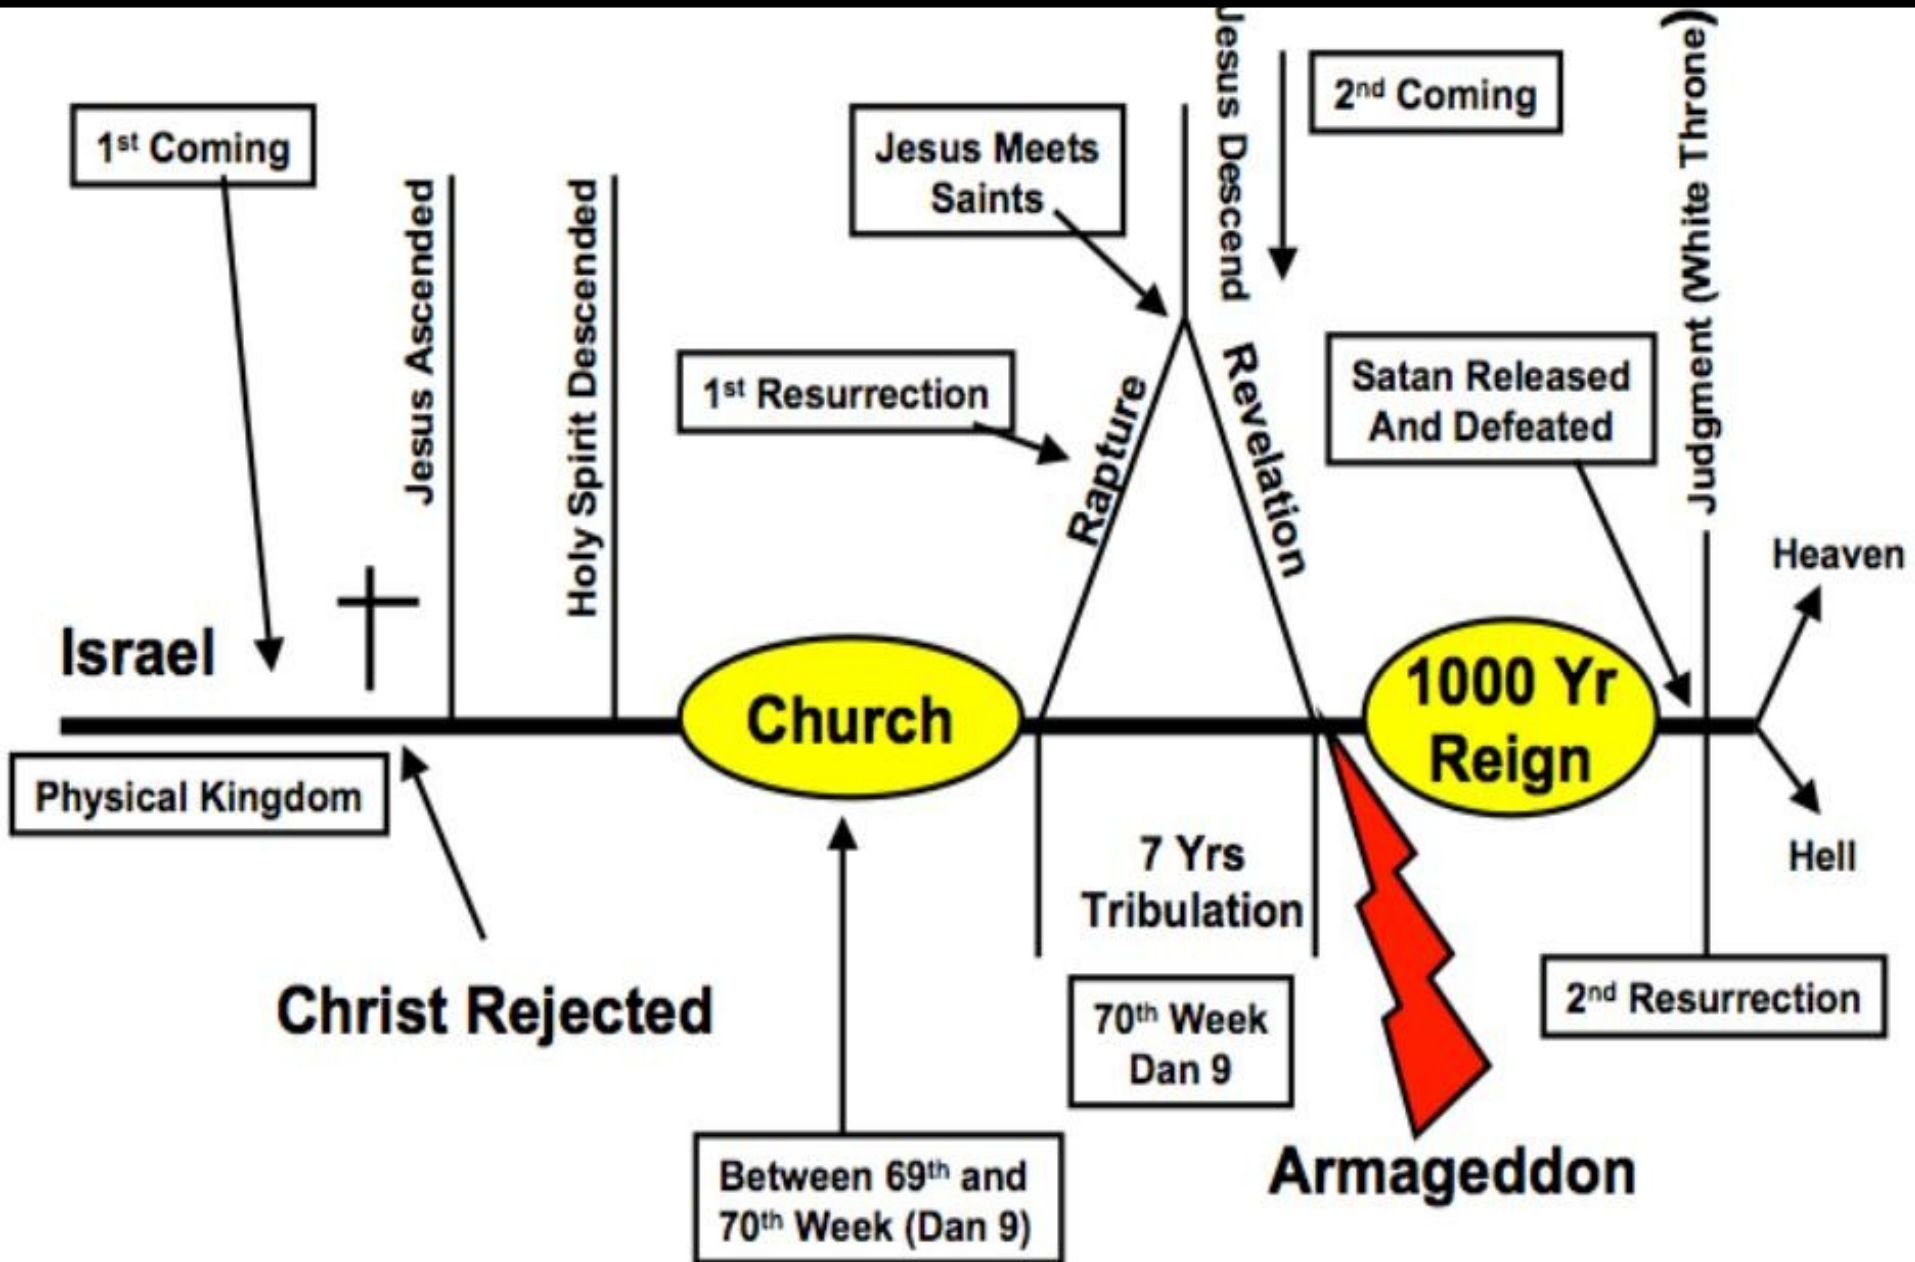 1st Coming
Jesus Ascended
Holy Spirit Descended
Jesus Meets
Saints
Jesus Descend
2nd Coming
Judgment (White Throne)
1st Resurrection
Rapture
Revelation
Satan Released
And Defeated
Heaven
Israel
Church
1000 Yr
Reign
Physical Kingdom
Hell
7 Yrs
Tribulation
Christ Rejected
70th Week
Dan 9
2nd Resurrection
Between 69th and
70th Week (Dan 9)
Armageddon